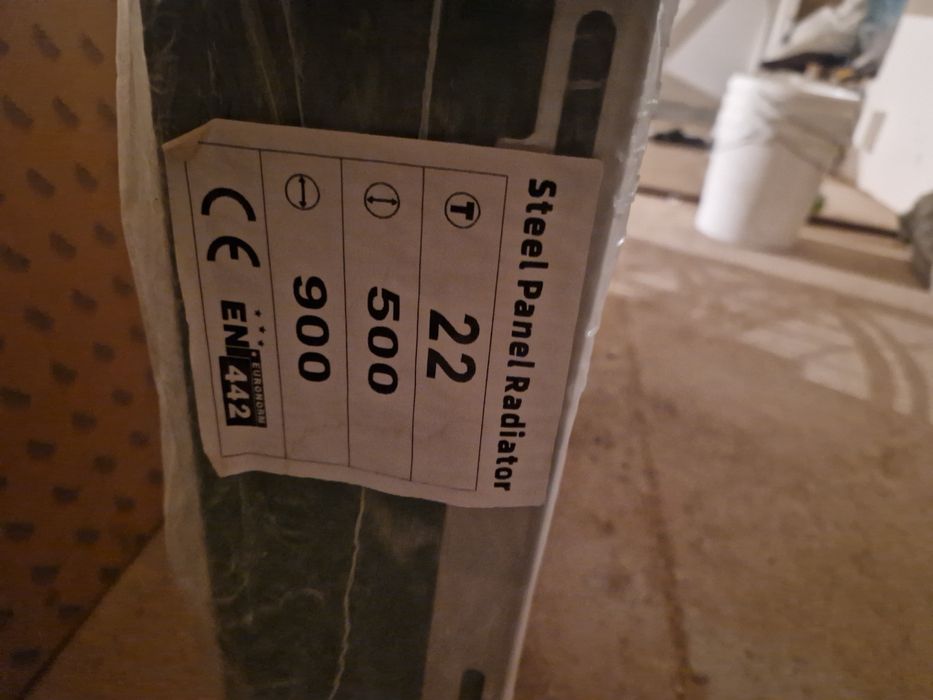 Steel Panel Radiator
T 22
500
900
CE EN 442
EURONORM